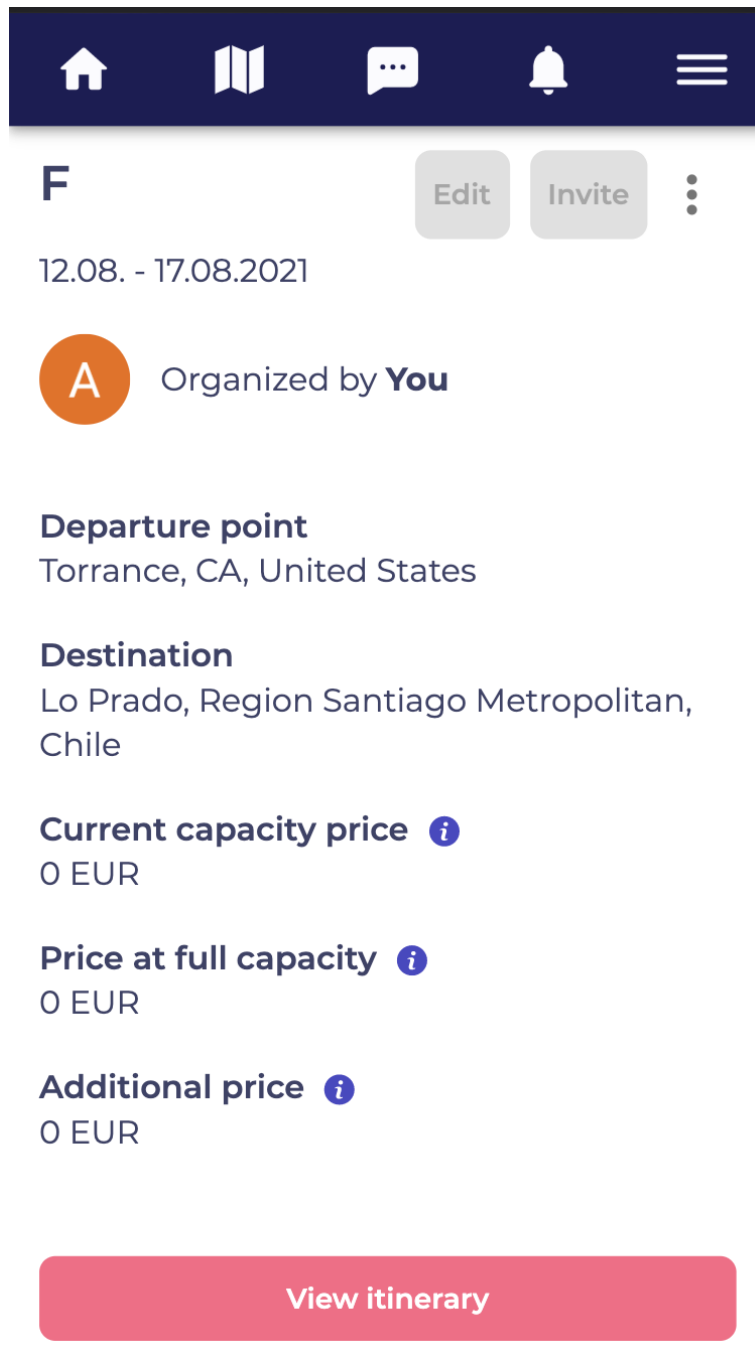 F
Edit
Invite
12.08. - 17.08.2021
A
Organized by You
Departure point
Torrance, CA, United States
Destination
Lo Prado, Region Santiago Metropolitan,
Chile
Current capacity price i
0 EUR
Price at full capacity i
0 EUR
Additional price i
0 EUR
View itinerary